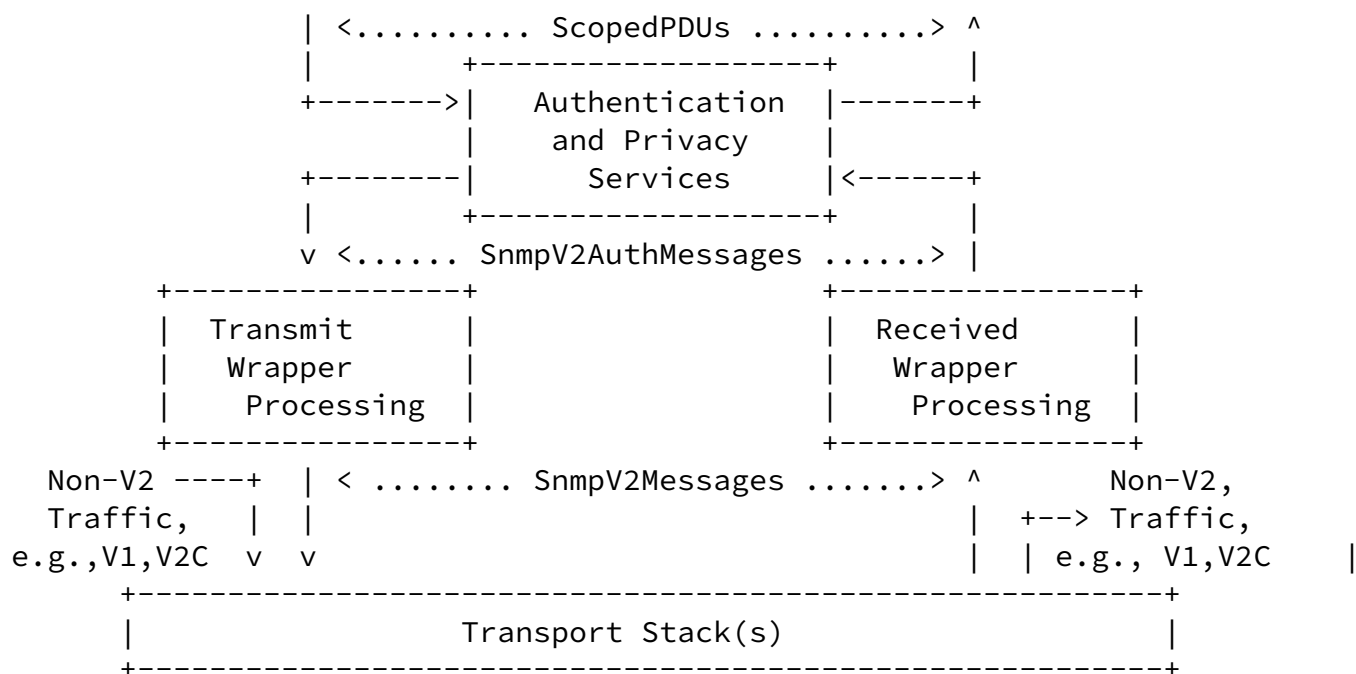 | <.......... ScopedPDUs ..........> ^
| +-------------------+ |
+------->| Authentication |-------+
| and Privacy |
+--------| Services |<------+
| +-------------------+ |
v <...... SnmpV2AuthMessages ......> |
+----------------+ +----------------+
| Transmit | | Received |
| Wrapper | | Wrapper |
| Processing | | Processing |
+----------------+ +----------------+
Non-V2 ----+ | < ........ SnmpV2Messages .......> ^ Non-V2,
Traffic, | | | +--> Traffic,
e.g.,V1,V2C v v | | e.g., V1,V2C |
+---------------------------------------------------------+
| Transport Stack(s) |
+---------------------------------------------------------+